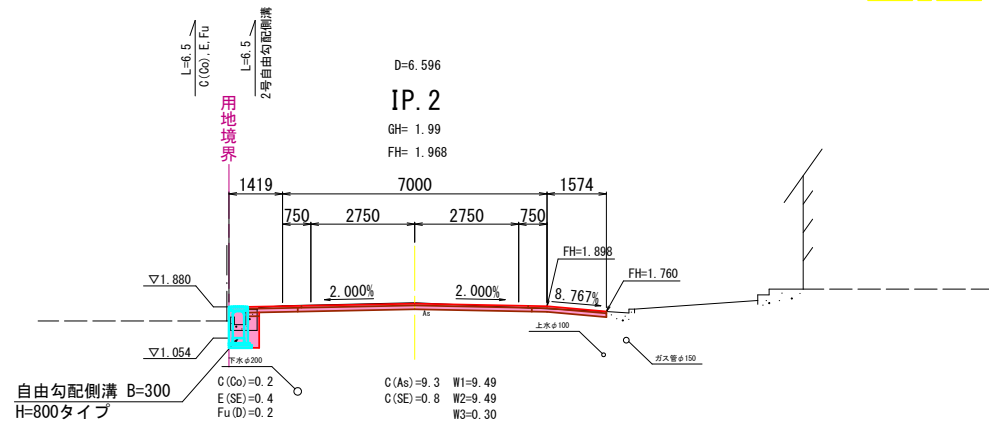 L=6.5
C(Co),E,Fu
L=6.5
2号自由勾配側溝
D=6.596
IP.2
GH= 1.99
FH= 1.968
用地境界
1419
7000
1574
750
2750
2750
750
FH=1.898
FH=1.760
▽1.880
2.000%
2.000%
8.767%
As
上水φ100
▽1.054
下水φ200
ガス管φ150
自由勾配側溝 B=300
H=800タイプ
C(Co)=0.2
E(SE)=0.4
Fu(D)=0.2
C(As)=9.3 W1=9.49
C(SE)=0.8 W2=9.49
W3=0.30